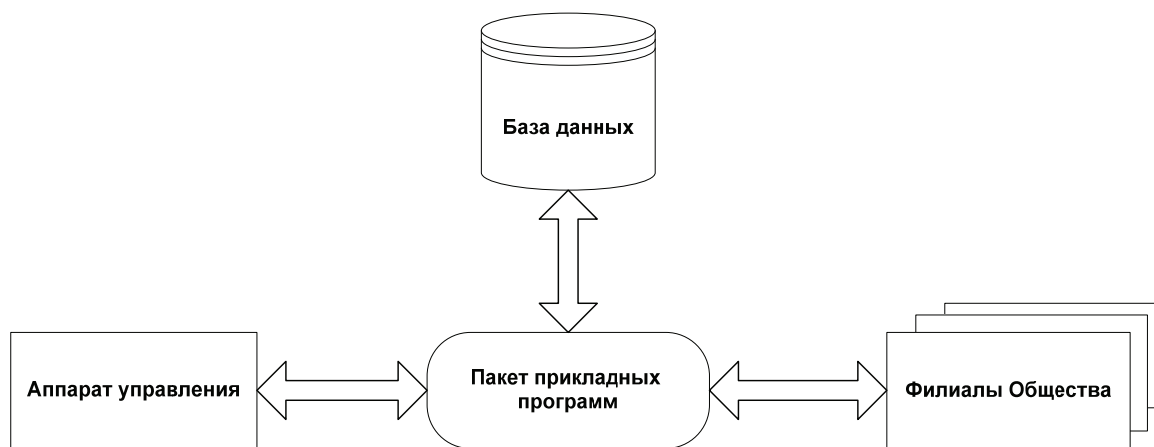 База данных
Аппарат управления
Пакет прикладных
программ
Филиалы Общества